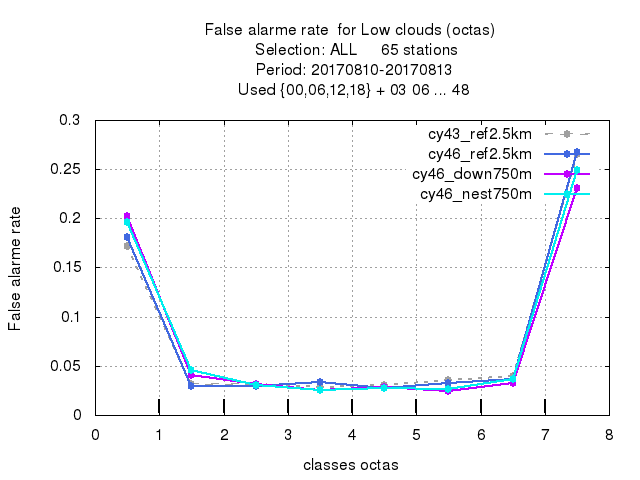 False alarme rate  for Low clouds (octas)
Selection: ALL     65 stations
Period: 20170810-20170813
Used {00,06,12,18} + 03 06 ... 48
cy43_ref2.5km
cy46_ref2.5km
cy46_down750m
cy46_nest750m
False alarme rate
0.3
0.25
0.2
0.15
0.1
0.05
0
0 1 2 3 4 5 6 7 8
classes octas